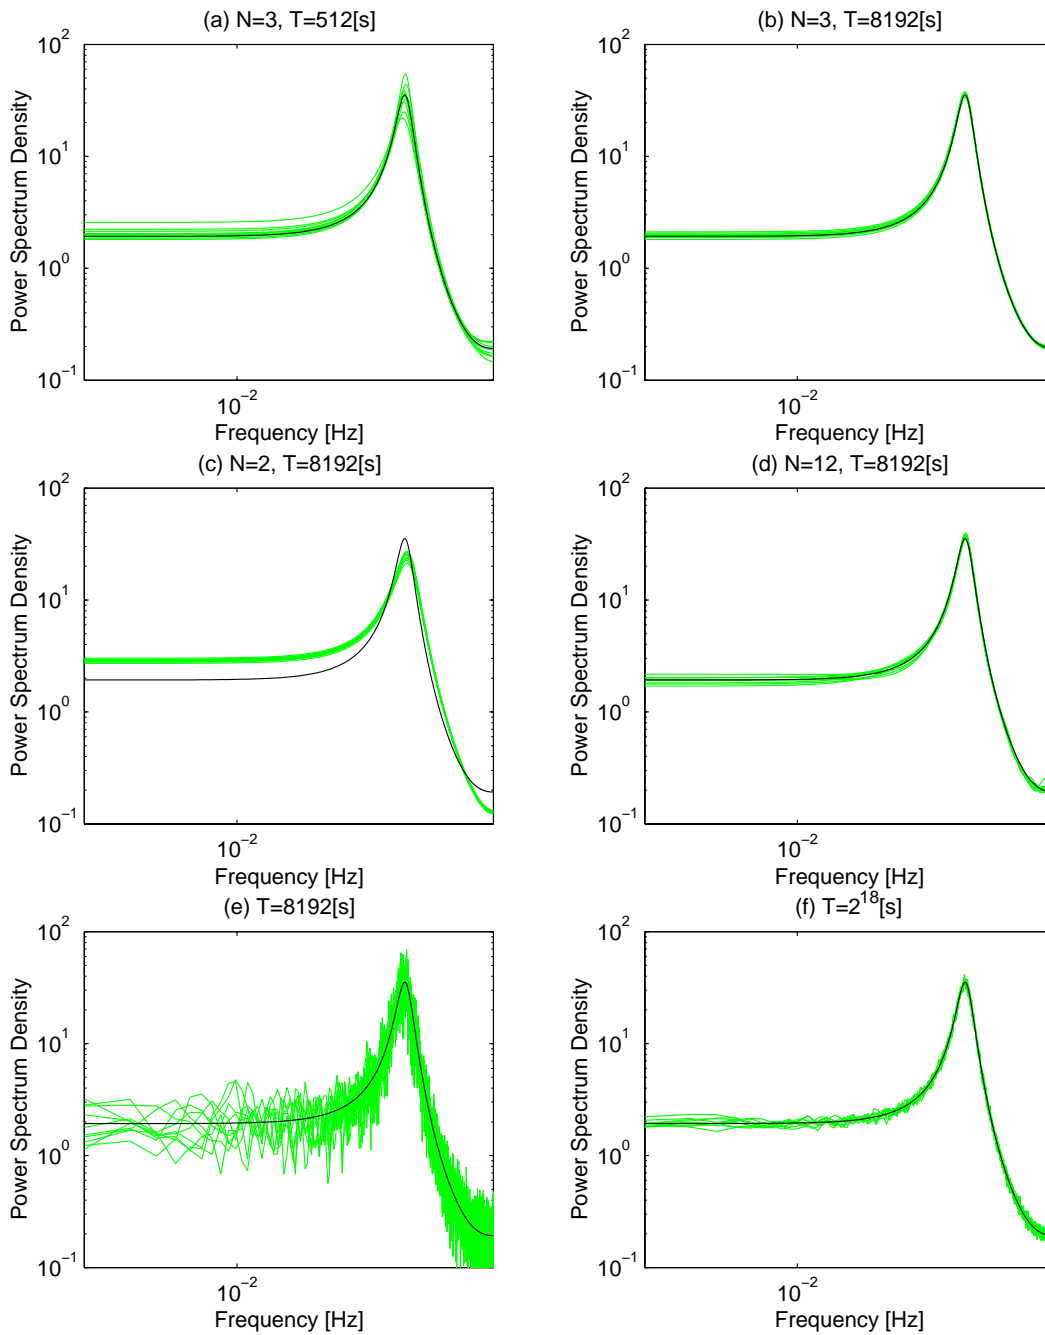 (a) N=3, T=512[s]
10^2
10^1
10^0
10^−1
Power Spectrum Density
10^−2
Frequency [Hz]
(b) N=3, T=8192[s]
10^2
10^1
10^0
10^−1
Power Spectrum Density
10^−2
Frequency [Hz]
(c) N=2, T=8192[s]
10^2
10^1
10^0
10^−1
Power Spectrum Density
10^−2
Frequency [Hz]
(d) N=12, T=8192[s]
10^2
10^1
10^0
10^−1
Power Spectrum Density
10^−2
Frequency [Hz]
(e) T=8192[s]
10^2
10^1
10^0
10^−1
Power Spectrum Density
10^−2
Frequency [Hz]
(f) T=2^18[s]
10^2
10^1
10^0
10^−1
Power Spectrum Density
10^−2
Frequency [Hz]